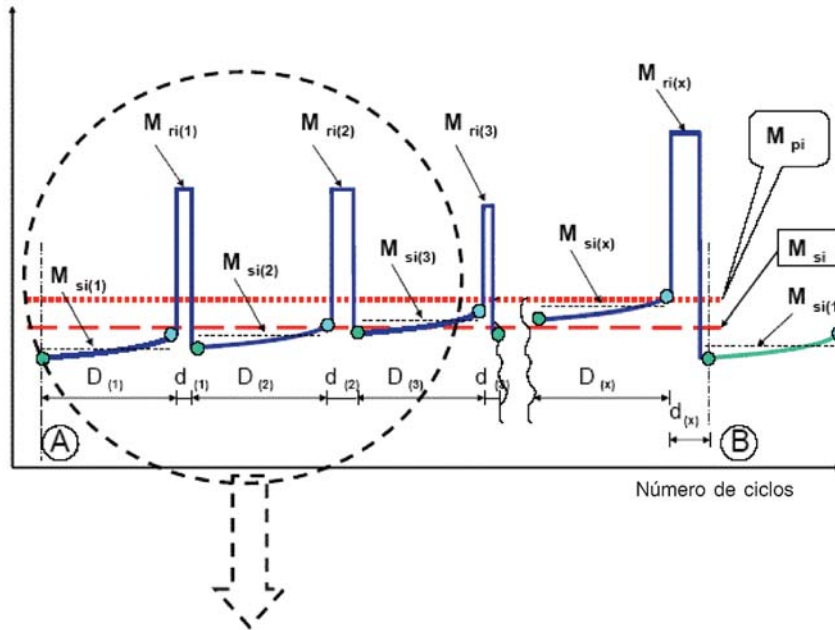 M ri(x)
M ri(1)
M ri(2)
M ri(3)
M pi
M si(1)
M si(2)
M si(3)
M si(x)
M si
M si(1
D (1)
d (1)
D (2)
d (2)
D (3)
d (3)
D (x)
d (x)
A
B
Número de ciclos